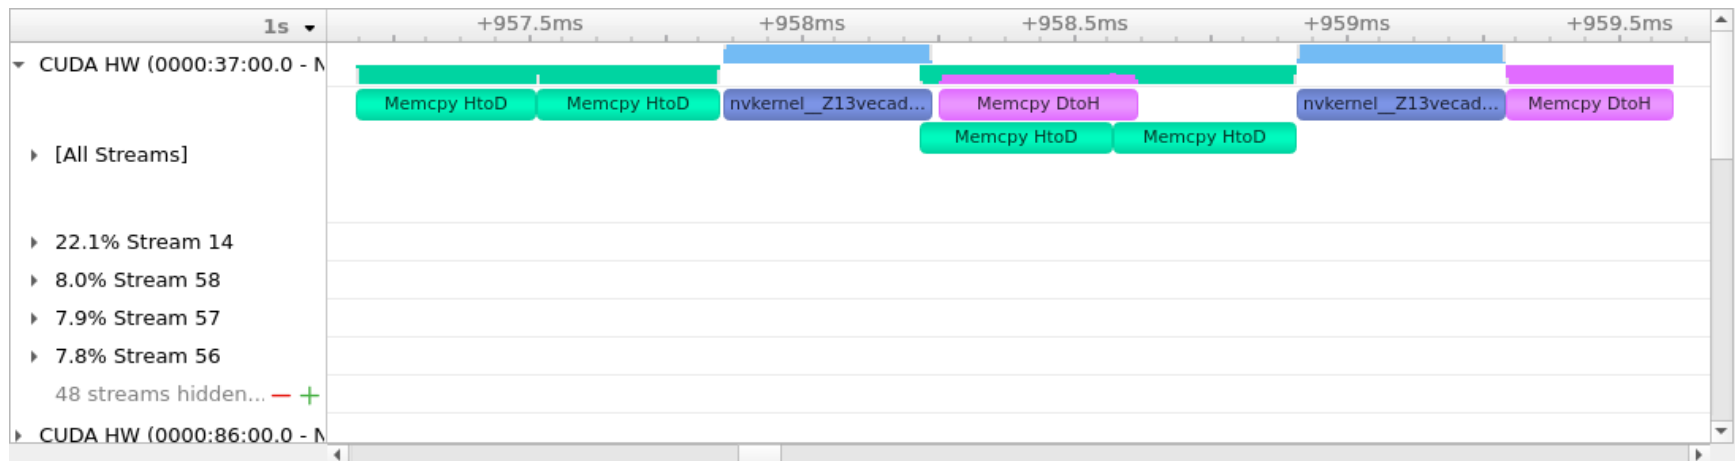 1s +957.5ms +958ms +958.5ms +959ms +959.5ms
CUDA HW (0000:37:00.0 - N
Memcpy HtoD Memcpy HtoD nvkernel__Z13vecad... Memcpy DtoH nvkernel__Z13vecad... Memcpy DtoH
Memcpy HtoD Memcpy HtoD
[All Streams]
22.1% Stream 14
8.0% Stream 58
7.9% Stream 57
7.8% Stream 56
48 streams hidden... − +
CUDA HW (0000:86:00.0 - N